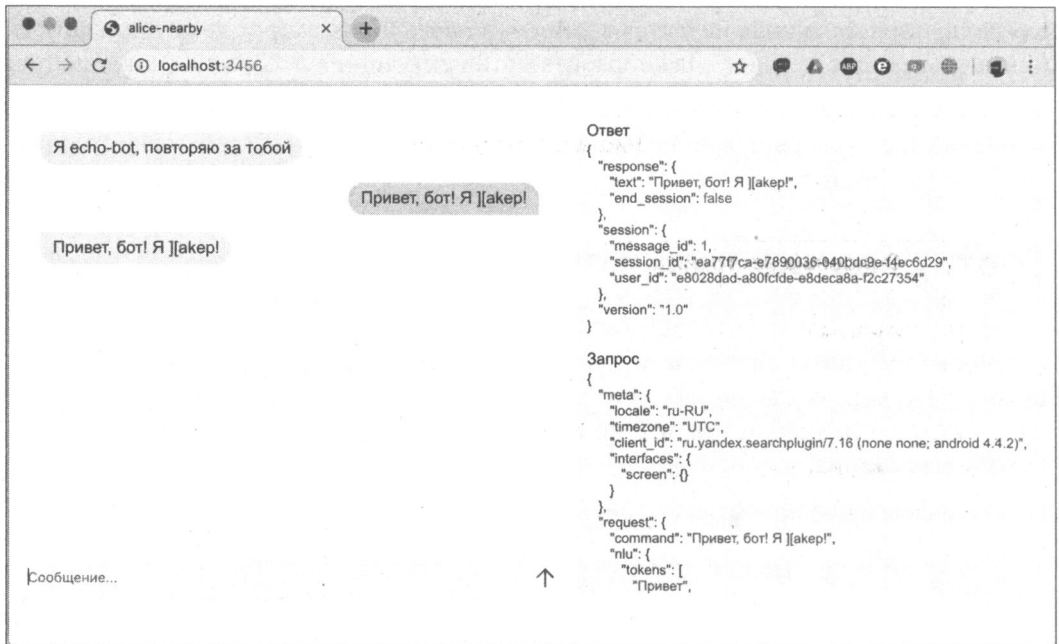 alice-nearby
localhost:3456
ABP
Я echo-bot, повторяю за тобой
Привет, бот! Я ][akep!
Привет, бот! Я ][akep!
Сообщение...
Ответ
{
"response": {
"text": "Привет, бот! Я ][akep!",
"end_session": false
},
"session": {
"message_id": 1,
"session_id": "ea77f7ca-e7890036-040bdc9e-f4ec6d29",
"user_id": "e8028dad-a80fcfde-e8deca8a-f2c27354"
},
"version": "1.0"
}
Запрос
{
"meta": {
"locale": "ru-RU",
"timezone": "UTC",
"client_id": "ru.yandex.searchplugin/7.16 (none none; android 4.4.2)",
"interfaces": {
"screen": {}
}
},
"request": {
"command": "Привет, бот! Я ][akep!",
"nlu": {
"tokens": [
"Привет",